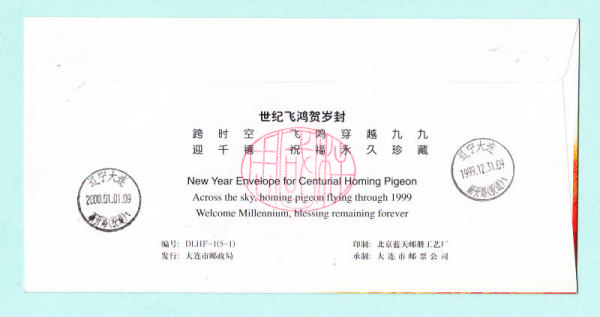 世纪飞鸿贺岁封
跨时空 飞鸿穿越九九
迎千禧 祝福永久珍藏
New Year Envelope for Centurial Homing Pigeon
Across the sky, homing pigeon flying through 1999
Welcome Millennium, blessing remaining forever
编号: DLHF-1(5-1)
发行: 大连市邮政局
印制: 北京蓝天邮册工艺厂
承制: 大连市邮票公司
辽宁大连
2000.01.01.09
辽宁大连
1999.12.31.09